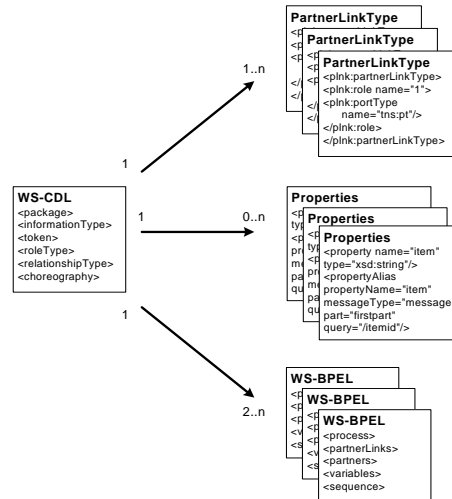 PartnerLinkType
PartnerLinkType
PartnerLinkType
<plnk:partnerLinkType>
<plnk:role name="1">
<plnk:portType
name="tns:pt"/>
</plnk:role>
</plnk:partnerLinkType>
1..n
1
WS-CDL
<package>
<informationType>
<token>
<roleType>
<relationshipType>
<choreography>
1
0..n
Properties
Properties
Properties
<property name="item"
type="xsd:string"/>
<propertyAlias
propertyName="item"
messageType="message
part="firstpart"
query="/itemid"/>
1
2..n
WS-BPEL
WS-BPEL
WS-BPEL
<process>
<partnerLinks>
<partners>
<variables>
<sequence>